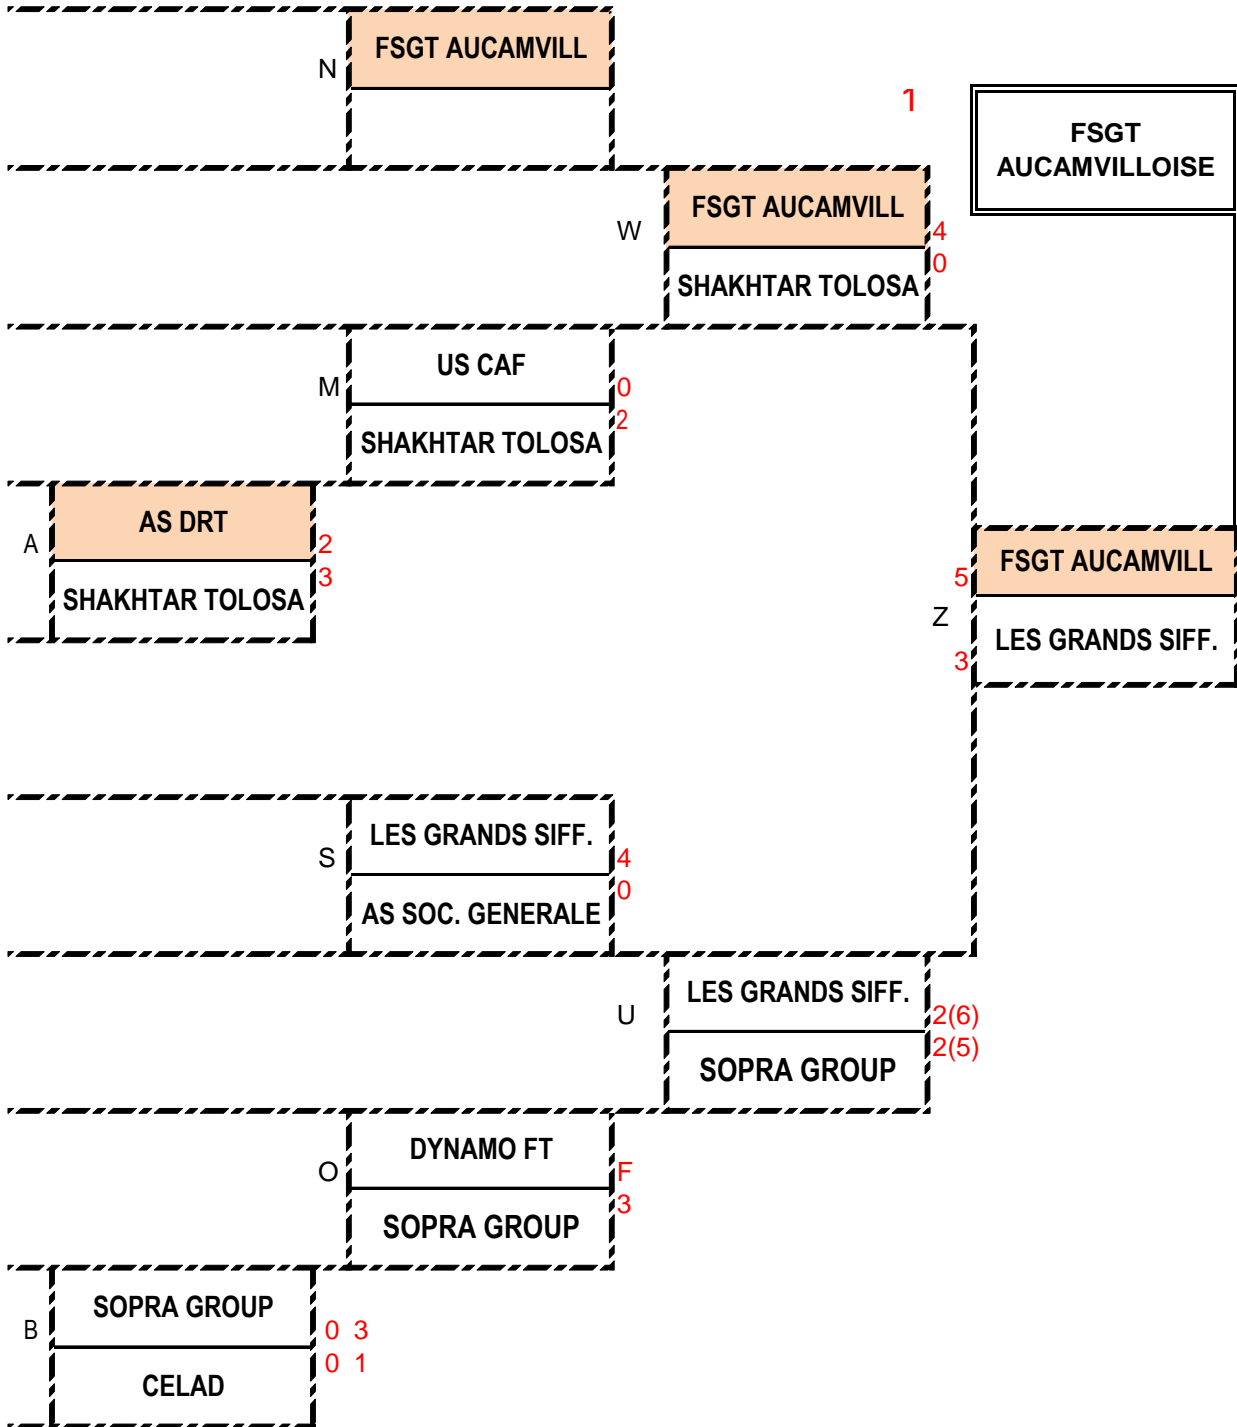 FSGT AUCAMVILL
N
1
FSGT
AUCAMVILLOISE
FSGT AUCAMVILL
W
4
0
SHAKHTAR TOLOSA
US CAF
M
0
2
SHAKHTAR TOLOSA
AS DRT
A
2
3
SHAKHTAR TOLOSA
FSGT AUCAMVILL
5
Z
3
LES GRANDS SIFF.
LES GRANDS SIFF.
S
4
0
AS SOC. GENERALE
LES GRANDS SIFF.
U
2(6)
2(5)
SOPRA GROUP
DYNAMO FT
O
F
3
SOPRA GROUP
SOPRA GROUP
B
0 3
0 1
CELAD